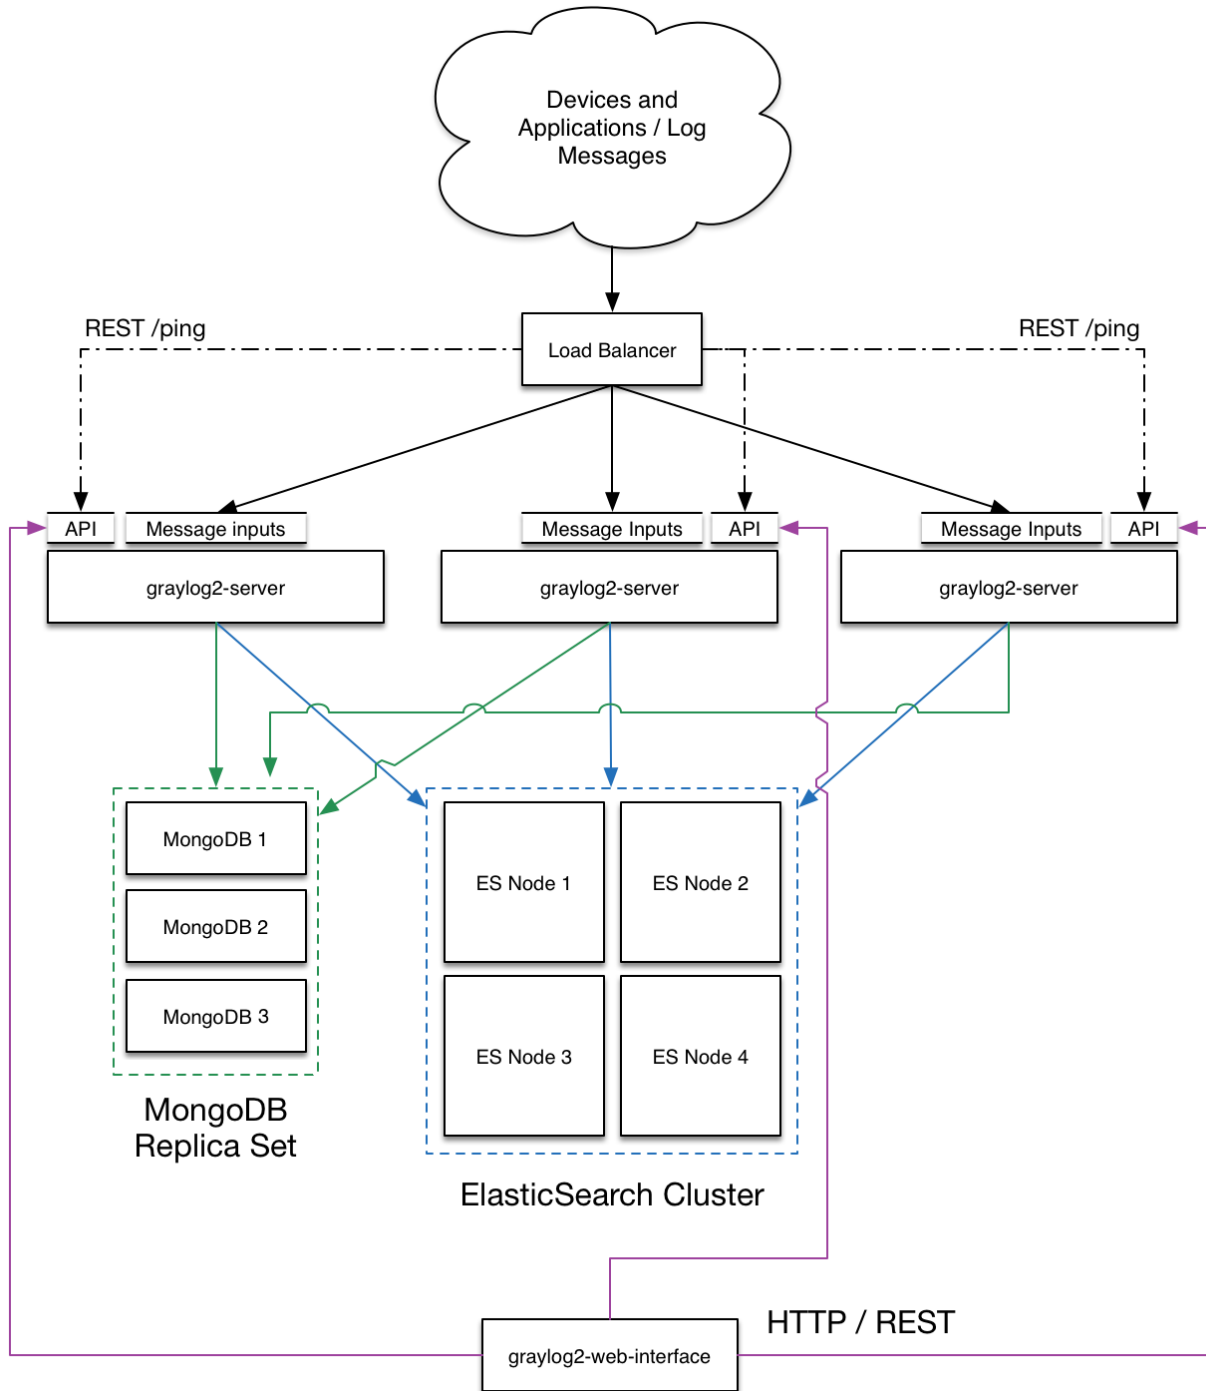 Devices and
Applications / Log
Messages
REST /ping
Load Balancer
REST /ping
API
Message inputs
Message Inputs
API
Message Inputs
API
graylog2-server
graylog2-server
graylog2-server
MongoDB 1
MongoDB 2
MongoDB 3
ES Node 1
ES Node 2
ES Node 3
ES Node 4
MongoDB
Replica Set
ElasticSearch Cluster
HTTP / REST
graylog2-web-interface